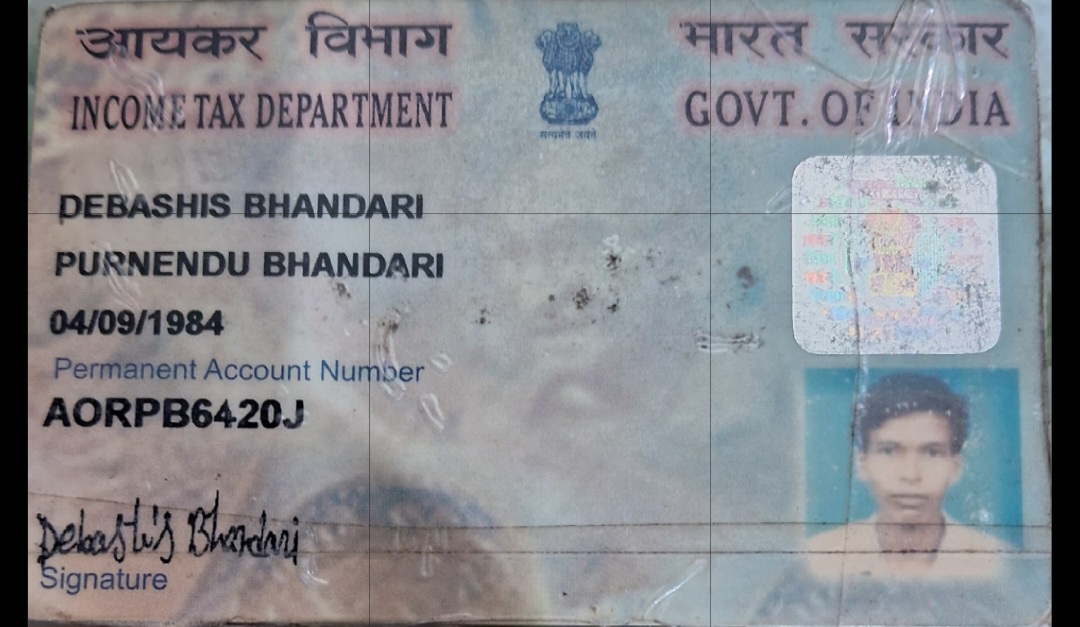 आयकर विभाग
INCOME TAX DEPARTMENT
सत्यमेव जयते
भारत सरकार
GOVT. OF INDIA
DEBASHIS BHANDARI
PURNENDU BHANDARI
04/09/1984
Permanent Account Number
AORPB6420J
Debashis Bhandari
Signature